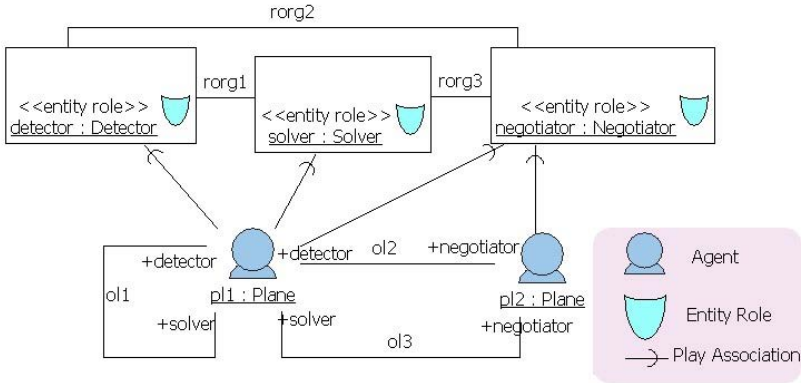 rorg2
<<entity role>>
detector : Detector
rorg1
<<entity role>>
solver : Solver
rorg3
<<entity role>>
negotiator : Negotiator
+detector
+detector
ol2
+negotiator
ol1
pl1 : Plane
pl2 : Plane
+solver
+solver
+negotiator
ol3
Agent
Entity Role
Play Association